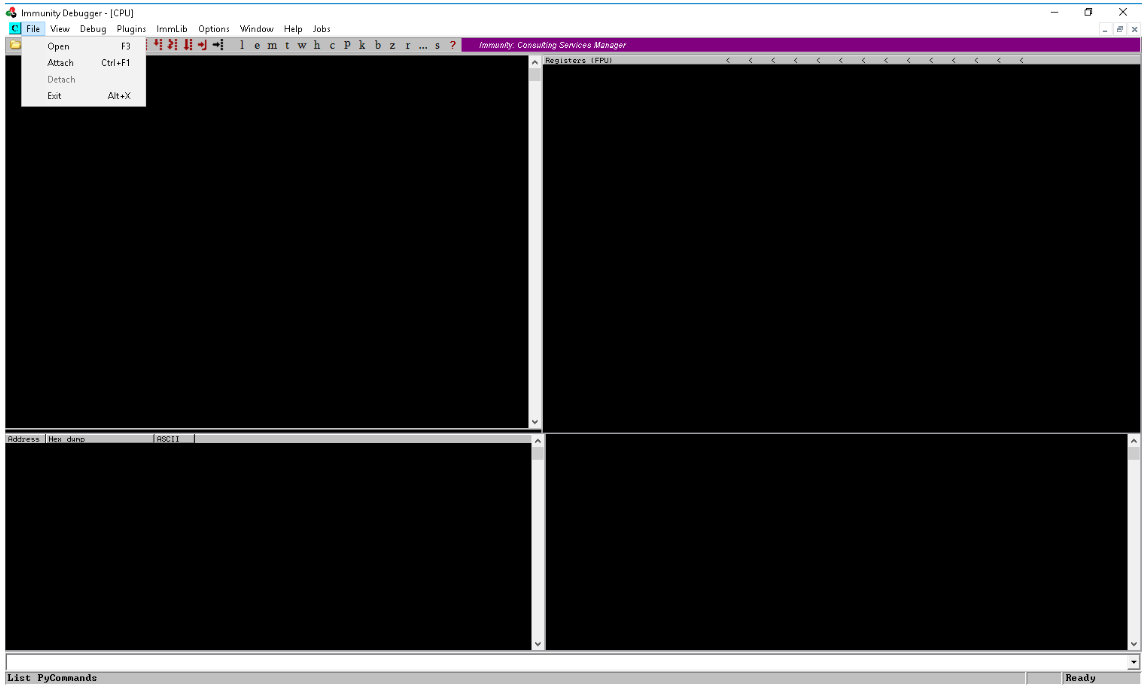 Immunity Debugger - [CPU]
C File View Debug Plugins ImmLib Options Window Help Jobs
l e m t w h c P k b z r ... s ? Immunity: Consulting Services Manager
Open F3
Attach Ctrl+F1
Detach
Exit Alt+X
Registers (FPU) < < < < < < < < < < < < < <
Address Hex dump ASCII
List PyCommands Ready